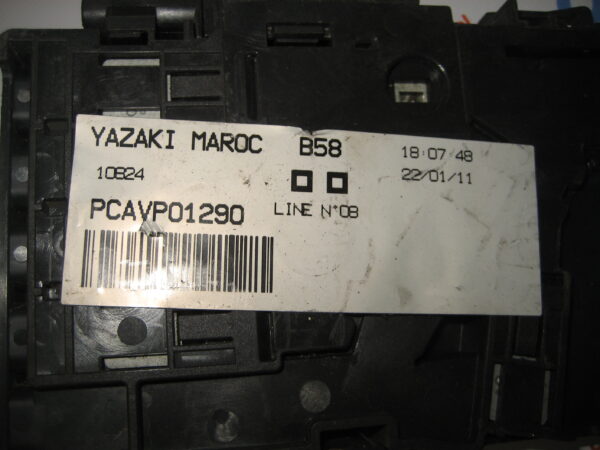 YAZAKI MAROC B58 18:07:48
10824 22/01/11
PCAVP01290 LINE N°08